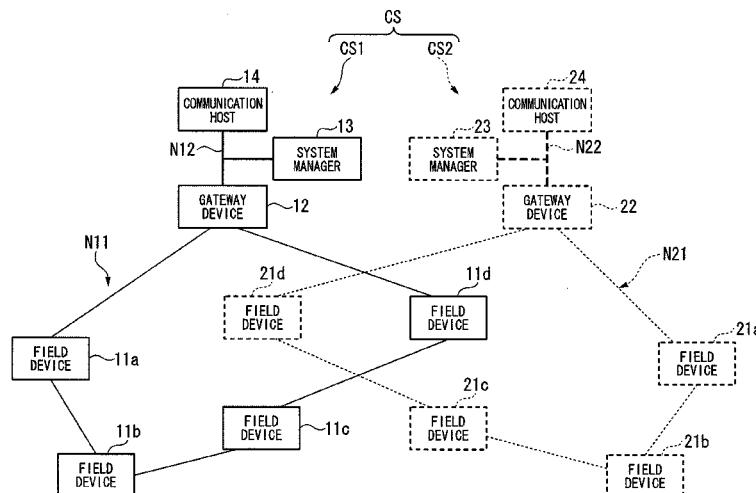 CS
CS1
CS2
14
24
COMMUNICATION
HOST
COMMUNICATION
HOST
13
23
N12
N22
SYSTEM
MANAGER
SYSTEM
MANAGER
GATEWAY
DEVICE
12
GATEWAY
DEVICE
22
N11
N21
21d
11d
FIELD
DEVICE
FIELD
DEVICE
21a
FIELD
DEVICE
11a
FIELD
DEVICE
21c
FIELD
DEVICE
11c
FIELD
DEVICE
11b
21b
FIELD
DEVICE
FIELD
DEVICE